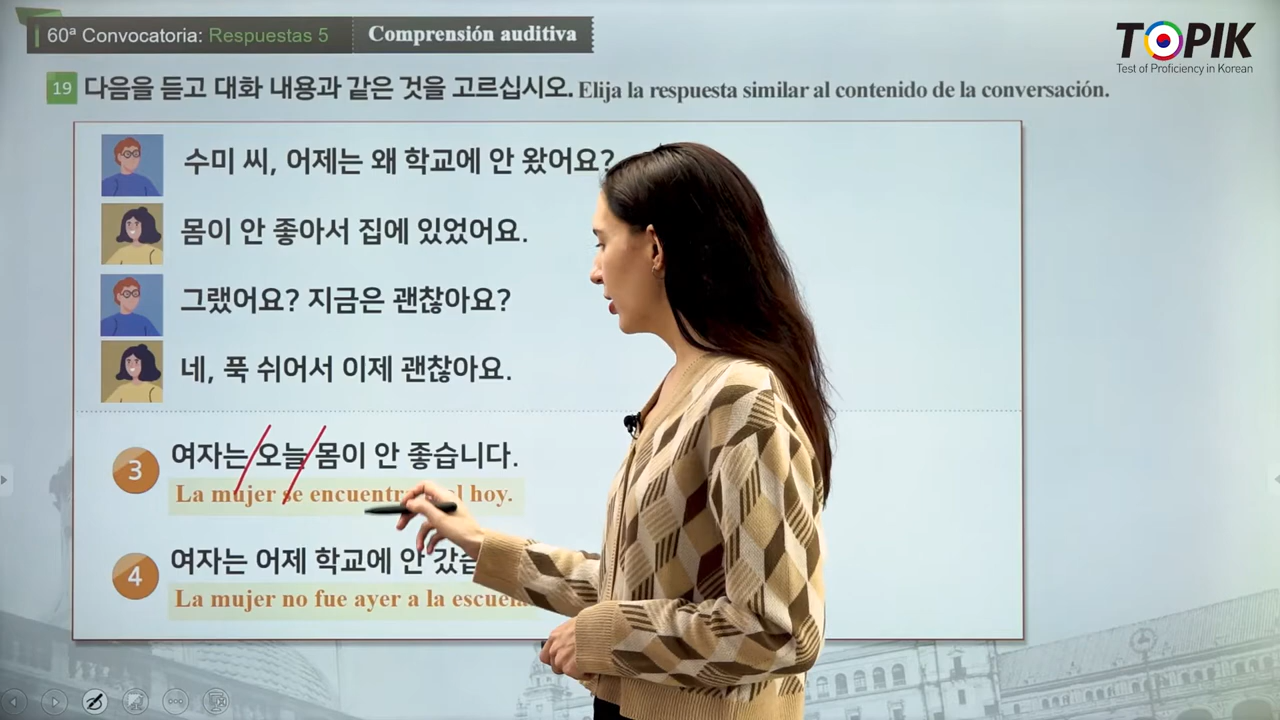 60ª Convocatoria: Respuestas 5 Comprensión auditiva
TOPIK
Test of Proficiency in Korean
19 다음을 듣고 대화 내용과 같은 것을 고르십시오. Elija la respuesta similar al contenido de la conversación.
수미 씨, 어제는 왜 학교에 안 왔어요?
몸이 안 좋아서 집에 있었어요.
그랬어요? 지금은 괜찮아요?
네, 푹 쉬어서 이제 괜찮아요.
3 여자는 오늘 몸이 안 좋습니다.
La mujer se hoy.
4 여자는 어제 학교에 안
La mujer no fue ayer a la